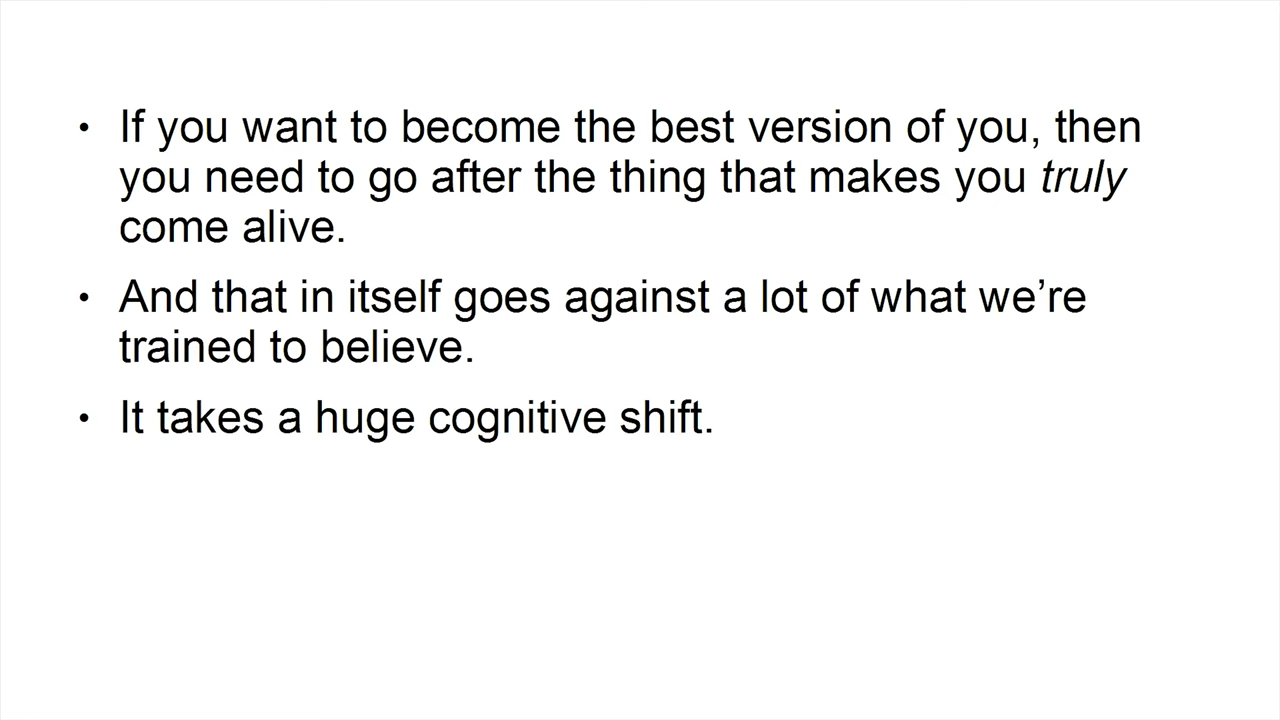 • If you want to become the best version of you, then
you need to go after the thing that makes you truly
come alive.
• And that in itself goes against a lot of what we’re
trained to believe.
• It takes a huge cognitive shift.